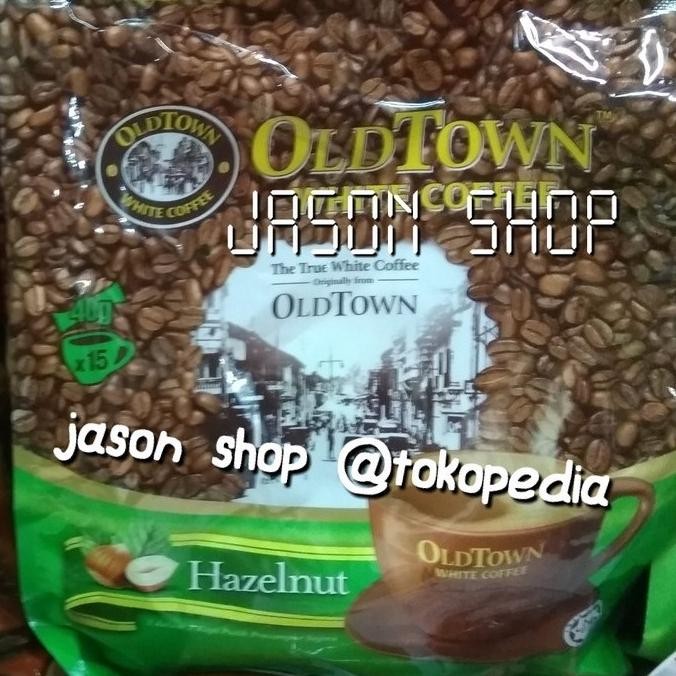 OLDTOWN
WHITE COFFEE
OLDTOWN™
WHITE COFFEE
JASON SHOP
The True White Coffee
Originally from
OLDTOWN
40g
x15
jason shop @tokopedia
OLDTOWN
WHITE COFFEE
Hazelnut